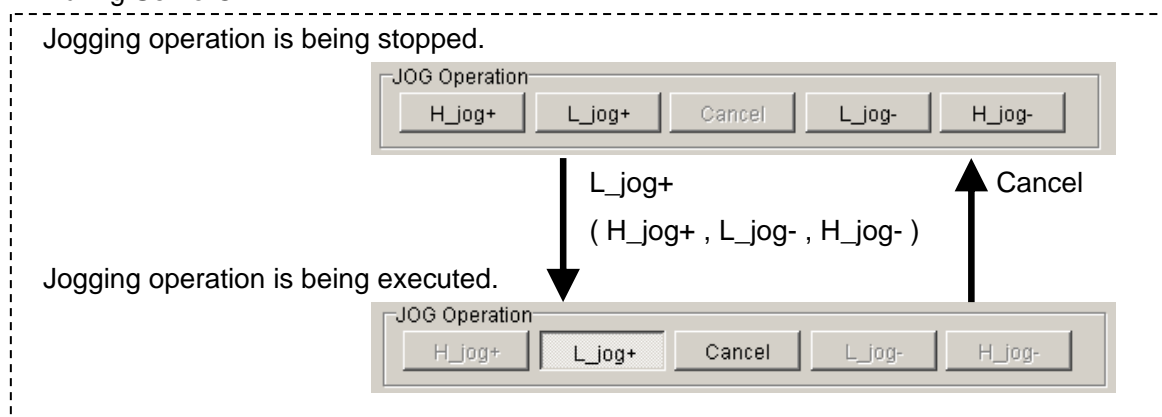 Jogging operation is being stopped.
JOG Operation
H_jog+ L_jog+ Cancel L_jog- H_jog-
L_jog+ Cancel
( H_jog+ , L_jog- , H_jog- )
Jogging operation is being executed.
JOG Operation
H_jog+ L_jog+ Cancel L_jog- H_jog-